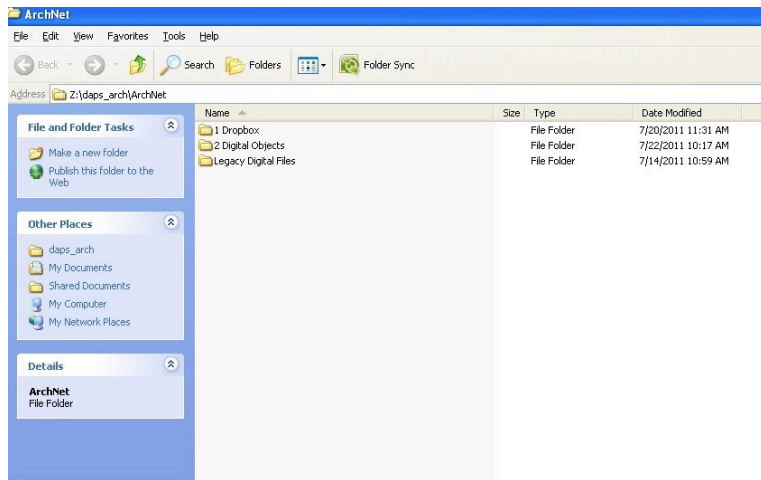 ArchNet
File Edit View Favorites Tools Help
Back Search Folders Folder Sync
Address Z:\daps_arch\ArchNet
Name Size Type Date Modified
1 Dropbox File Folder 7/20/2011 11:31 AM
2 Digital Objects File Folder 7/22/2011 10:17 AM
Legacy Digital Files File Folder 7/14/2011 10:59 AM
File and Folder Tasks
Make a new folder
Publish this folder to the
Web
Other Places
daps_arch
My Documents
Shared Documents
My Computer
My Network Places
Details
ArchNet
File Folder